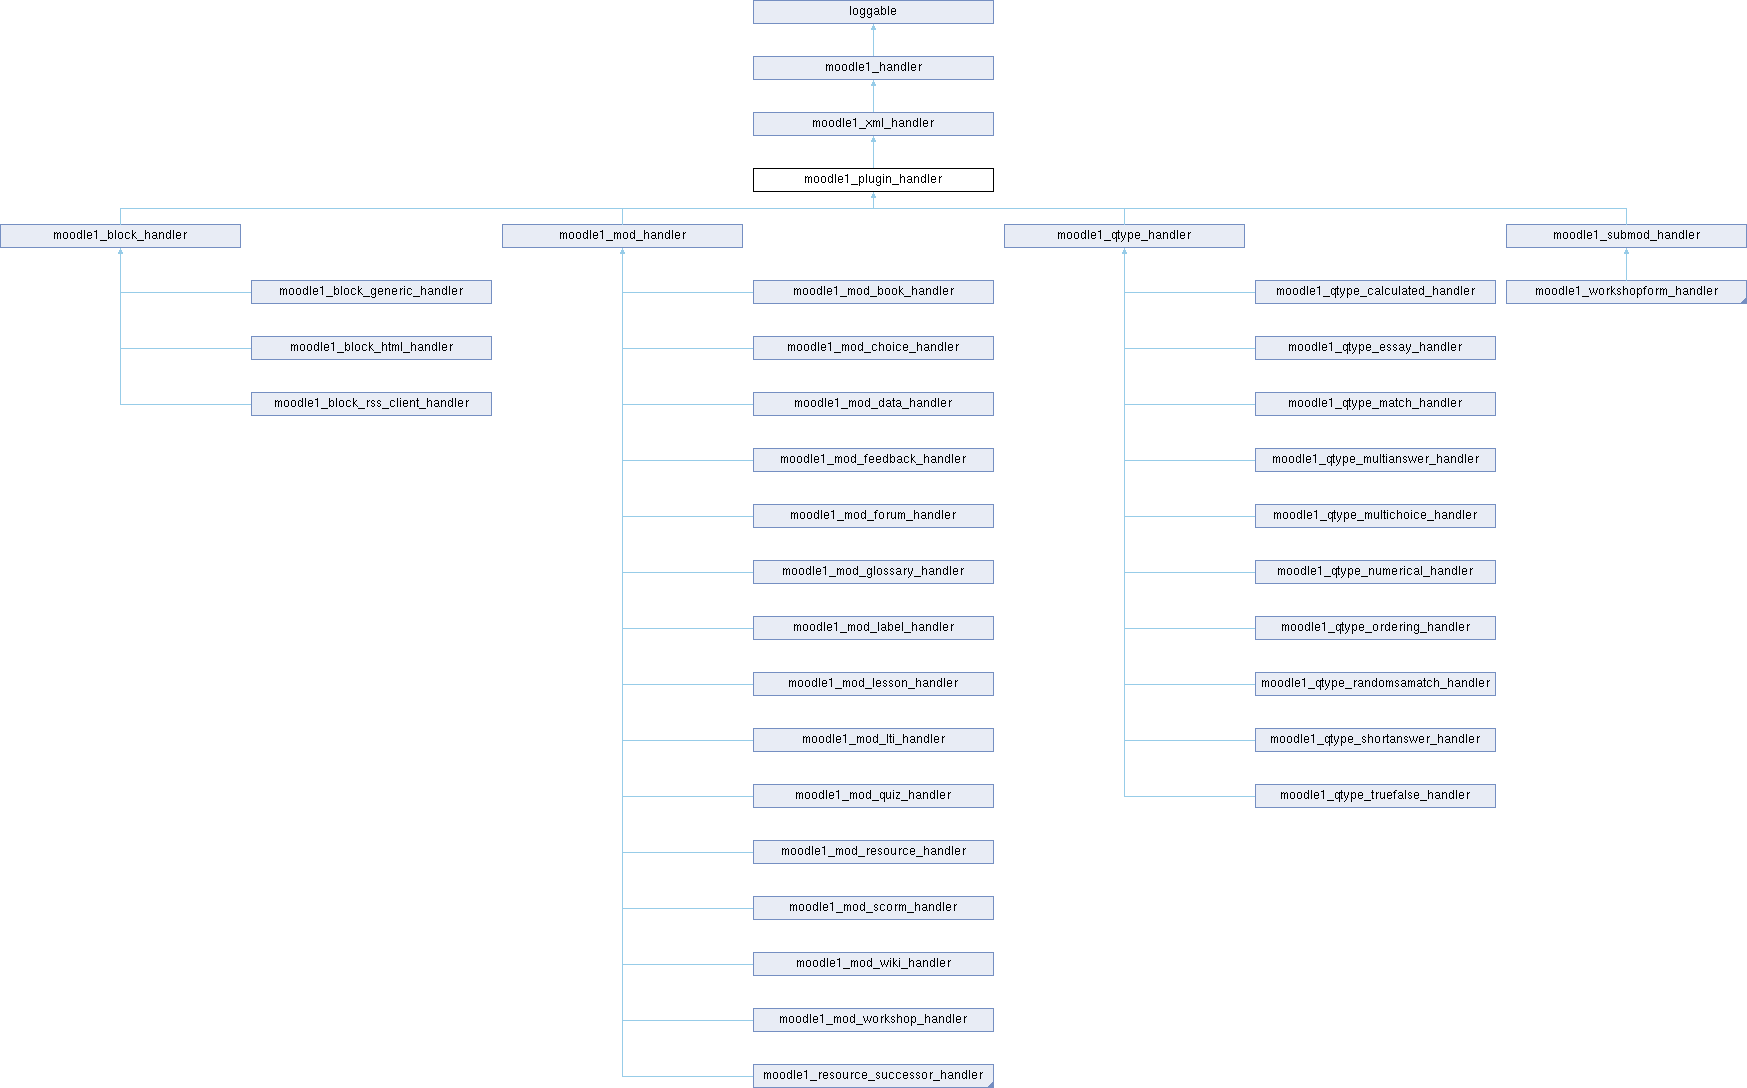 loggable
moodle1_handler
moodle1_xml_handler
moodle1_plugin_handler
moodle1_block_handler
moodle1_mod_handler
moodle1_qtype_handler
moodle1_submod_handler
moodle1_block_generic_handler
moodle1_mod_book_handler
moodle1_qtype_calculated_handler
moodle1_workshopform_handler
moodle1_block_html_handler
moodle1_mod_choice_handler
moodle1_qtype_essay_handler
moodle1_block_rss_client_handler
moodle1_mod_data_handler
moodle1_qtype_match_handler
moodle1_mod_feedback_handler
moodle1_qtype_multianswer_handler
moodle1_mod_forum_handler
moodle1_qtype_multichoice_handler
moodle1_mod_glossary_handler
moodle1_qtype_numerical_handler
moodle1_mod_label_handler
moodle1_qtype_ordering_handler
moodle1_mod_lesson_handler
moodle1_qtype_randomsamatch_handler
moodle1_mod_lti_handler
moodle1_qtype_shortanswer_handler
moodle1_mod_quiz_handler
moodle1_qtype_truefalse_handler
moodle1_mod_resource_handler
moodle1_mod_scorm_handler
moodle1_mod_wiki_handler
moodle1_mod_workshop_handler
moodle1_resource_successor_handler